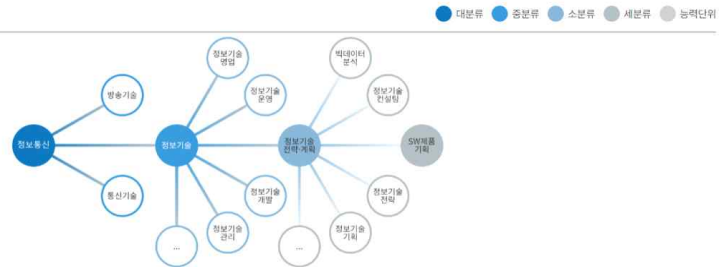 대분류 중분류 소분류 세분류 능력단위
정보기술
영업
빅데이터
분석
방송기술
정보기술
운영
정보기술
컨설팅
정보통신
정보기술
정보기술
전략·계획
SW제품
기획
통신기술
정보기술
개발
정보기술
전략
...
정보기술
관리
...
정보기술
기획